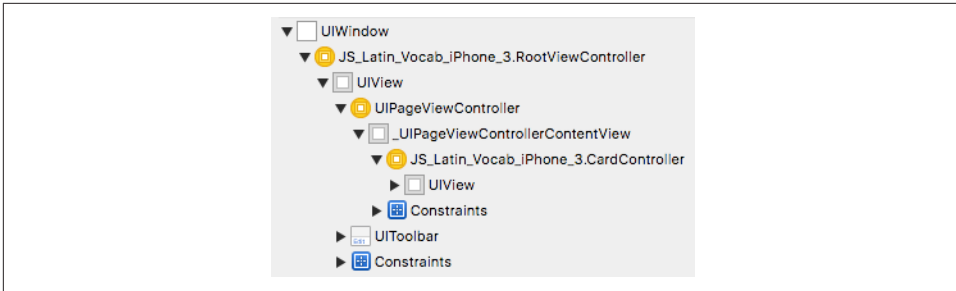 UIWindow
JS_Latin_Vocab_iPhone_3.RootViewController
UIView
UIPageViewController
_UIPageViewControllerContentView
JS_Latin_Vocab_iPhone_3.CardController
UIView
Constraints
UIToolbar
Constraints